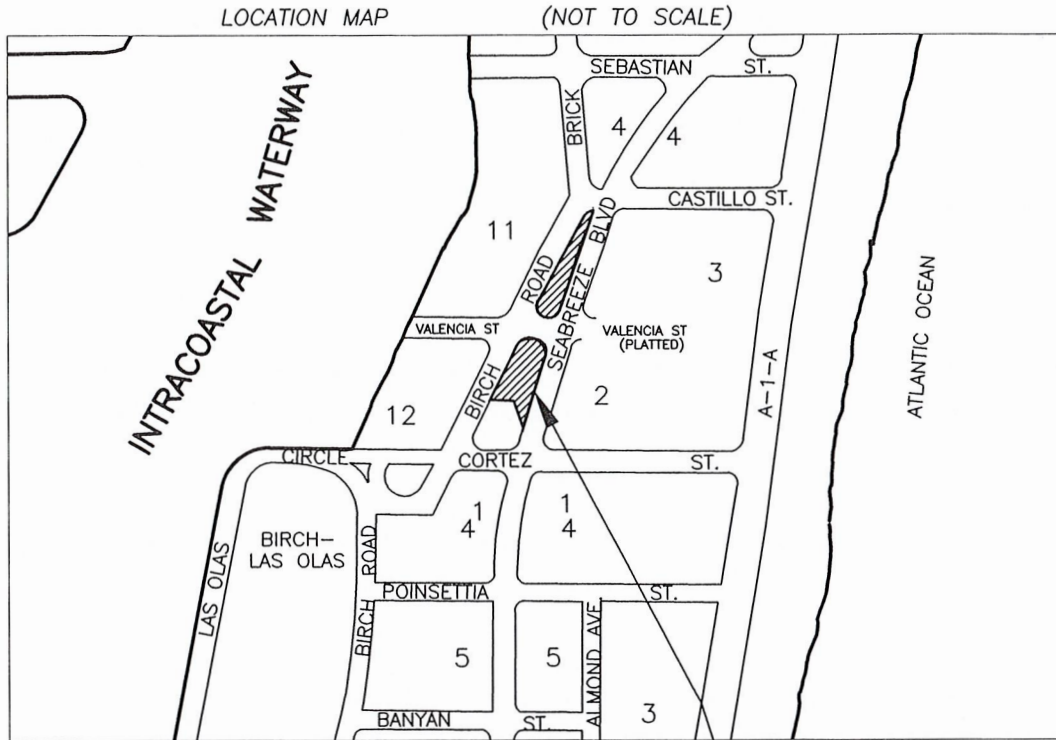 LOCATION MAP (NOT TO SCALE)
SEBASTIAN ST.
BRICK
4
4
CASTILLO ST.
INTRACOASTAL WATERWAY
11
ROAD
SEABREEZE BLVD
3
VALENCIA ST
VALENCIA ST
(PLATTED)
A-1-A
ATLANTIC OCEAN
BIRCH
2
12
CIRCLE
CORTEZ ST.
1
4
1
4
LAS OLAS
BIRCH-
LAS OLAS
BIRCH ROAD
POINSETTIA ST.
5
5
ALMOND AVE
3
BANYAN ST.